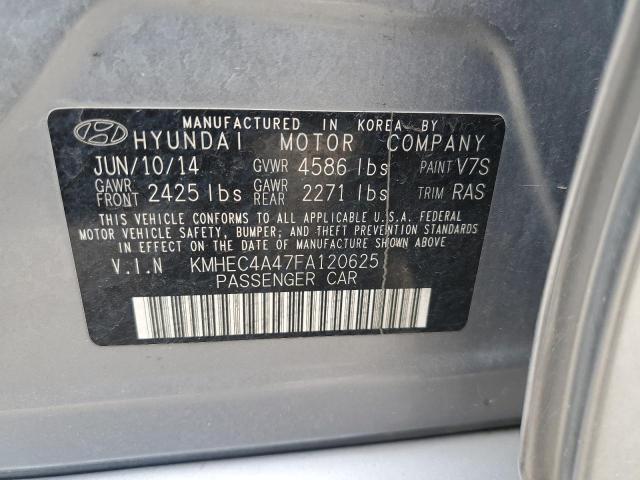 MANUFACTURED IN KOREA BY
HYUNDAI MOTOR COMPANY
JUN/10/14 GVWR 4586 lbs PAINT V7S
GAWR FRONT 2425 lbs GAWR REAR 2271 lbs TRIM RAS
THIS VEHICLE CONFORMS TO ALL APPLICABLE U.S.A. FEDERAL
MOTOR VEHICLE SAFETY, BUMPER; AND THEFT PREVENTION STANDARDS
IN EFFECT ON THE DATE OF MANUFACTURE SHOWN ABOVE
V.I.N KMHEC4A47FA120625
PASSENGER CAR